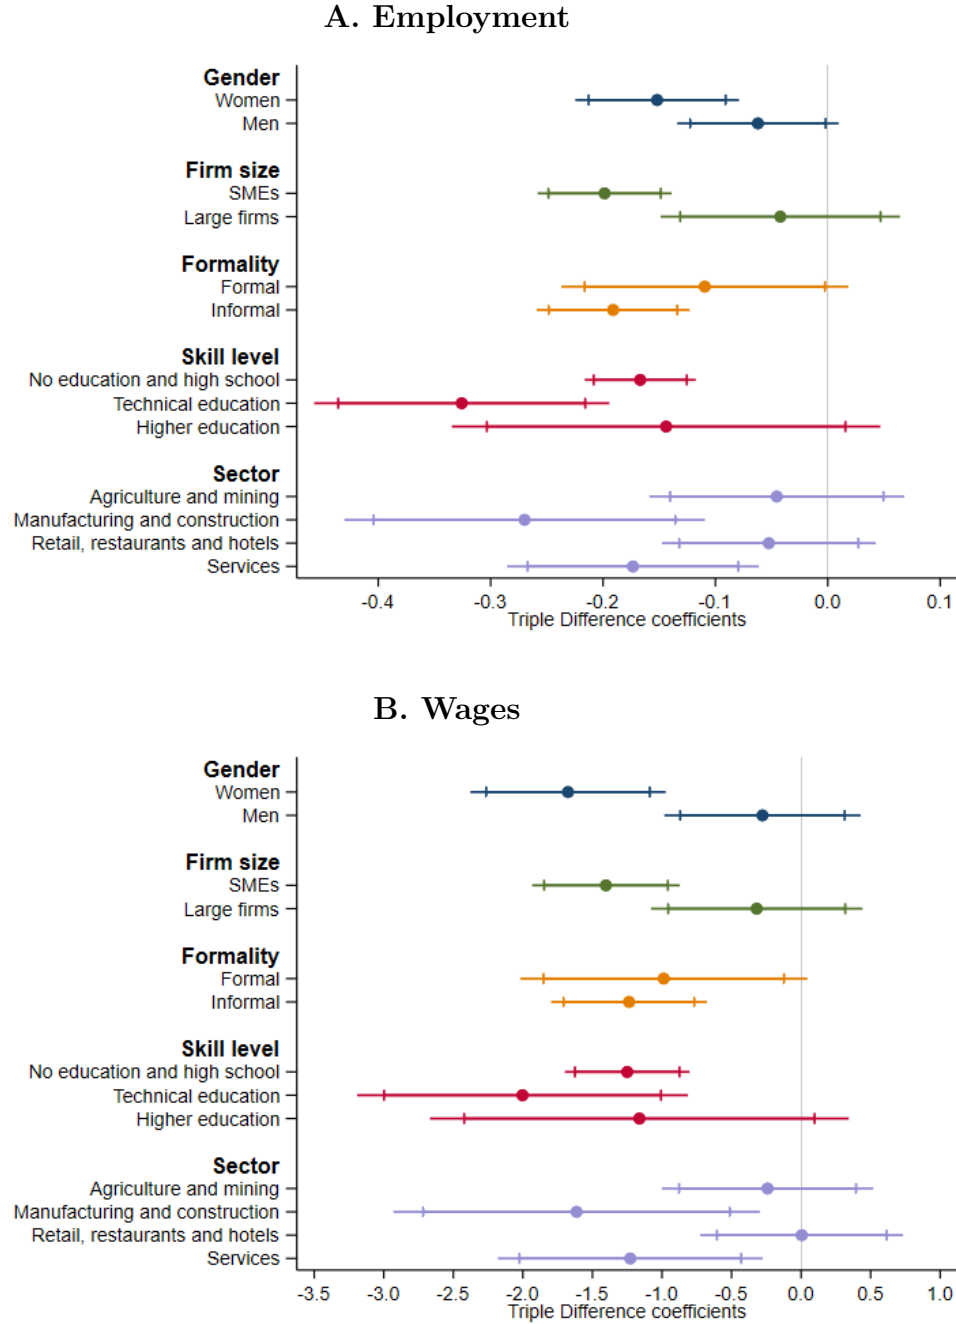 A. Employment
Gender
Women
Men
Firm size
SMEs
Large firms
Formality
Formal
Informal
Skill level
No education and high school
Technical education
Higher education
Sector
Agriculture and mining
Manufacturing and construction
Retail, restaurants and hotels
Services
-0.4 -0.3 -0.2 -0.1 0.0 0.1
Triple Difference coefficients
B. Wages
Gender
Women
Men
Firm size
SMEs
Large firms
Formality
Formal
Informal
Skill level
No education and high school
Technical education
Higher education
Sector
Agriculture and mining
Manufacturing and construction
Retail, restaurants and hotels
Services
-3.5 -3.0 -2.5 -2.0 -1.5 -1.0 -0.5 0.0 0.5 1.0
Triple Difference coefficients